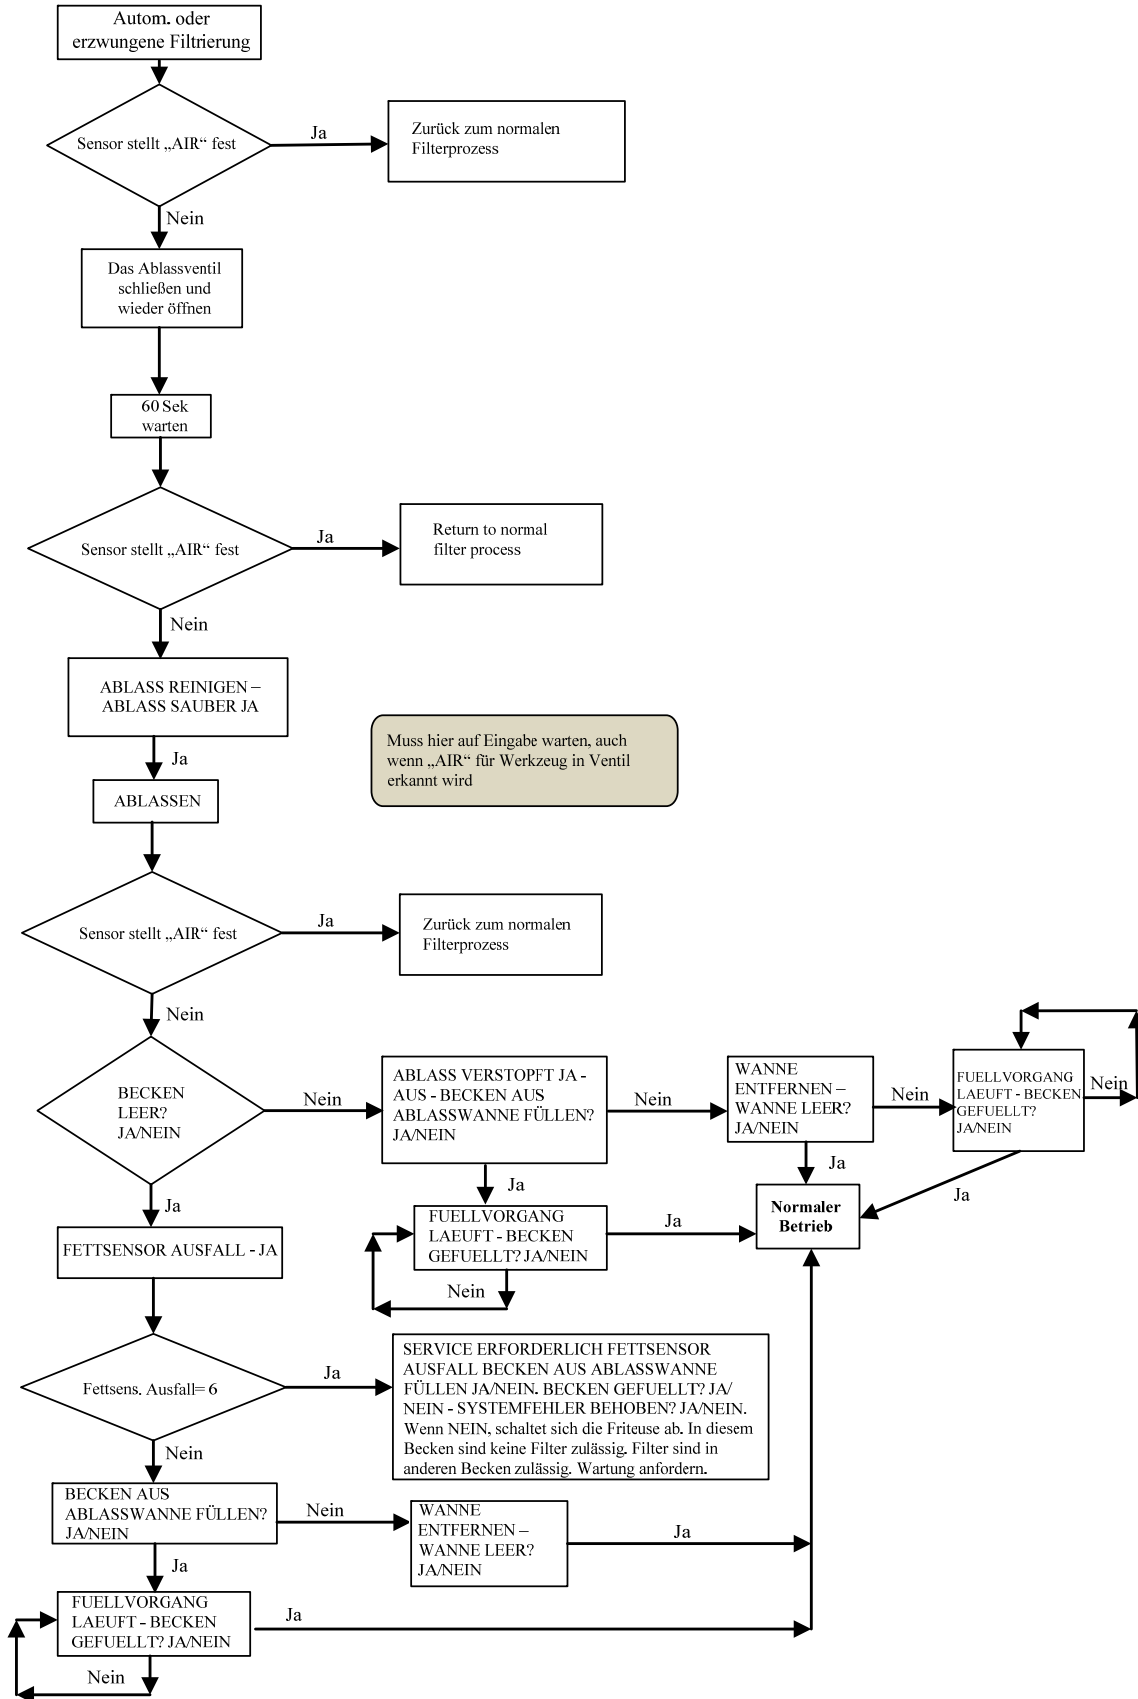 Autom. oder
erzwungene Filtrierung
Sensor stellt „AIR“ fest
Ja
Zurück zum normalen
Filterprozess
Nein
Das Ablassventil
schließen und
wieder öffnen
60 Sek
warten
Sensor stellt „AIR“ fest
Ja
Return to normal
filter process
Nein
ABLASS REINIGEN –
ABLASS SAUBER JA
Muss hier auf Eingabe warten, auch
wenn „AIR“ für Werkzeug in Ventil
erkannt wird
Ja
ABLASSEN
Sensor stellt „AIR“ fest
Ja
Zurück zum normalen
Filterprozess
Nein
BECKEN
LEER?
JA/NEIN
Nein
ABLASS VERSTOPFT JA -
AUS - BECKEN AUS
ABLASSWANNE FÜLLEN?
JA/NEIN
Nein
WANNE
ENTFERNEN –
WANNE LEER?
JA/NEIN
Nein
FUELLVORGANG
LAEUFT - BECKEN
GEFUELLT?
JA/NEIN
Nein
Ja
Ja
Ja
Normaler
Betrieb
Ja
FUELLVORGANG
LAEUFT - BECKEN
GEFUELLT? JA/NEIN
Ja
Nein
FETTSENSOR AUSFALL - JA
Fettsens. Ausfall= 6
Ja
SERVICE ERFORDERLICH FETTSENSOR
AUSFALL BECKEN AUS ABLASSWANNE
FÜLLEN JA/NEIN. BECKEN GEFUELLT? JA/
NEIN - SYSTEMFEHLER BEHOBEN? JA/NEIN.
Wenn NEIN, schaltet sich die Friteuse ab. In diesem
Becken sind keine Filter zulässig. Filter sind in
anderen Becken zulässig. Wartung anfordern.
Nein
BECKEN AUS
ABLASSWANNE FÜLLEN?
JA/NEIN
Nein
WANNE
ENTFERNEN –
WANNE LEER?
JA/NEIN
Ja
Ja
FUELLVORGANG
LAEUFT - BECKEN
GEFUELLT? JA/NEIN
Ja
Nein